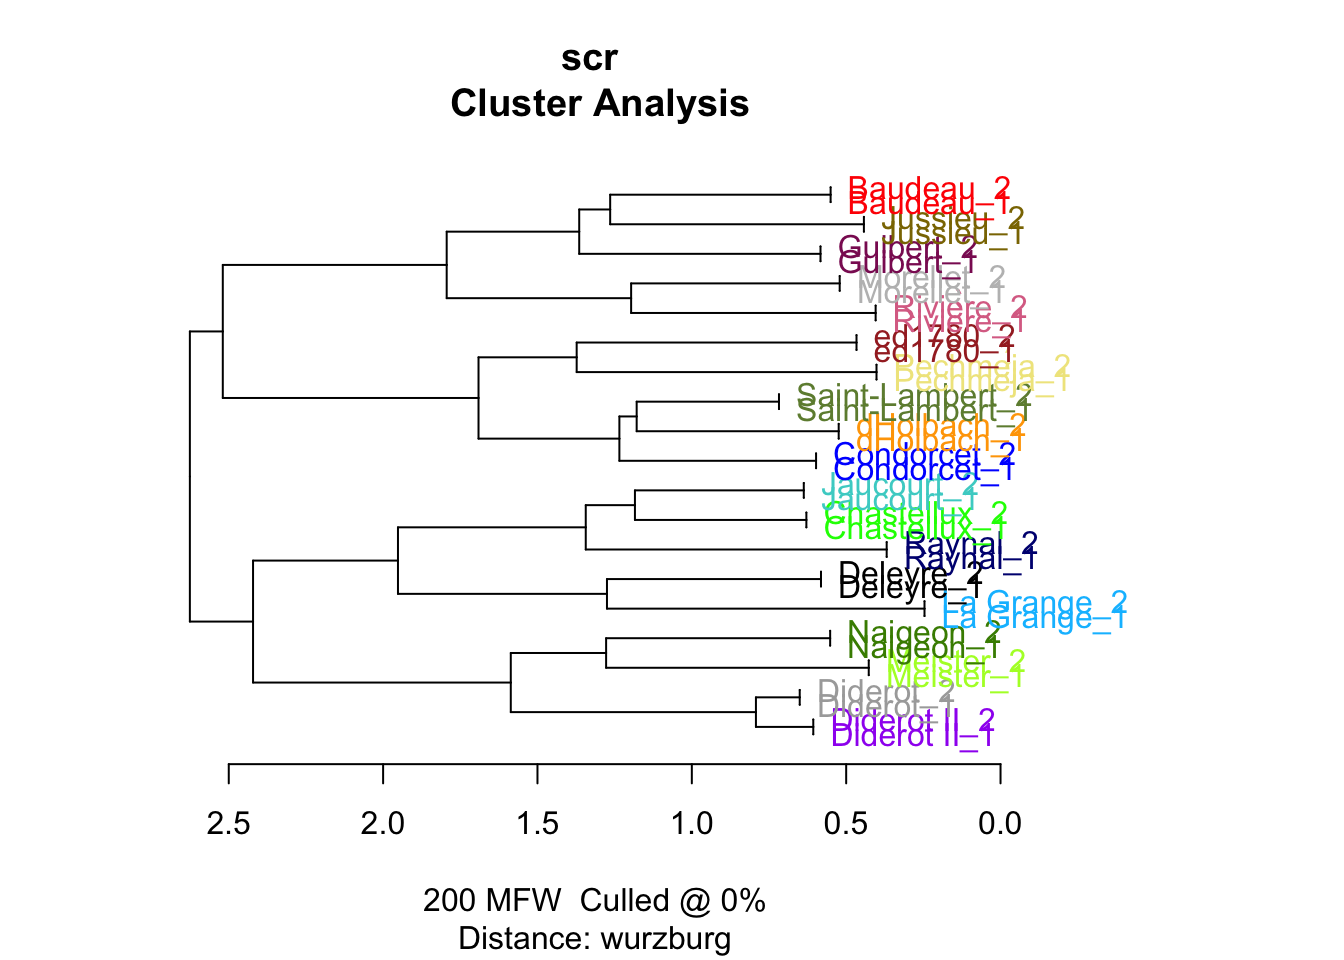 scr
Cluster Analysis
Baudeau_2
Baudeau_1
Jussieu_2
Jussieu_1
Guibert_2
Guibert_1
Morellet_2
Morellet_1
Riviere_2
Riviere_1
ed1780_2
ed1780_1
Pechmeja_2
Pechmeja_1
Saint-Lambert_2
Saint-Lambert_1
dHolbach_2
dHolbach_1
Condorcet_2
Condorcet_1
Jaucourt_2
Jaucourt_1
Chastellux_2
Chastellux_1
Raynal_2
Raynal_1
Deleyre_2
Deleyre_1
La Grange_2
La Grange_1
Naigeon_2
Naigeon_1
Meister_2
Meister_1
Diderot_2
Diderot_1
Diderot II_2
Diderot II_1
2.5 2.0 1.5 1.0 0.5 0.0
200 MFW Culled @ 0%
Distance: wurzburg